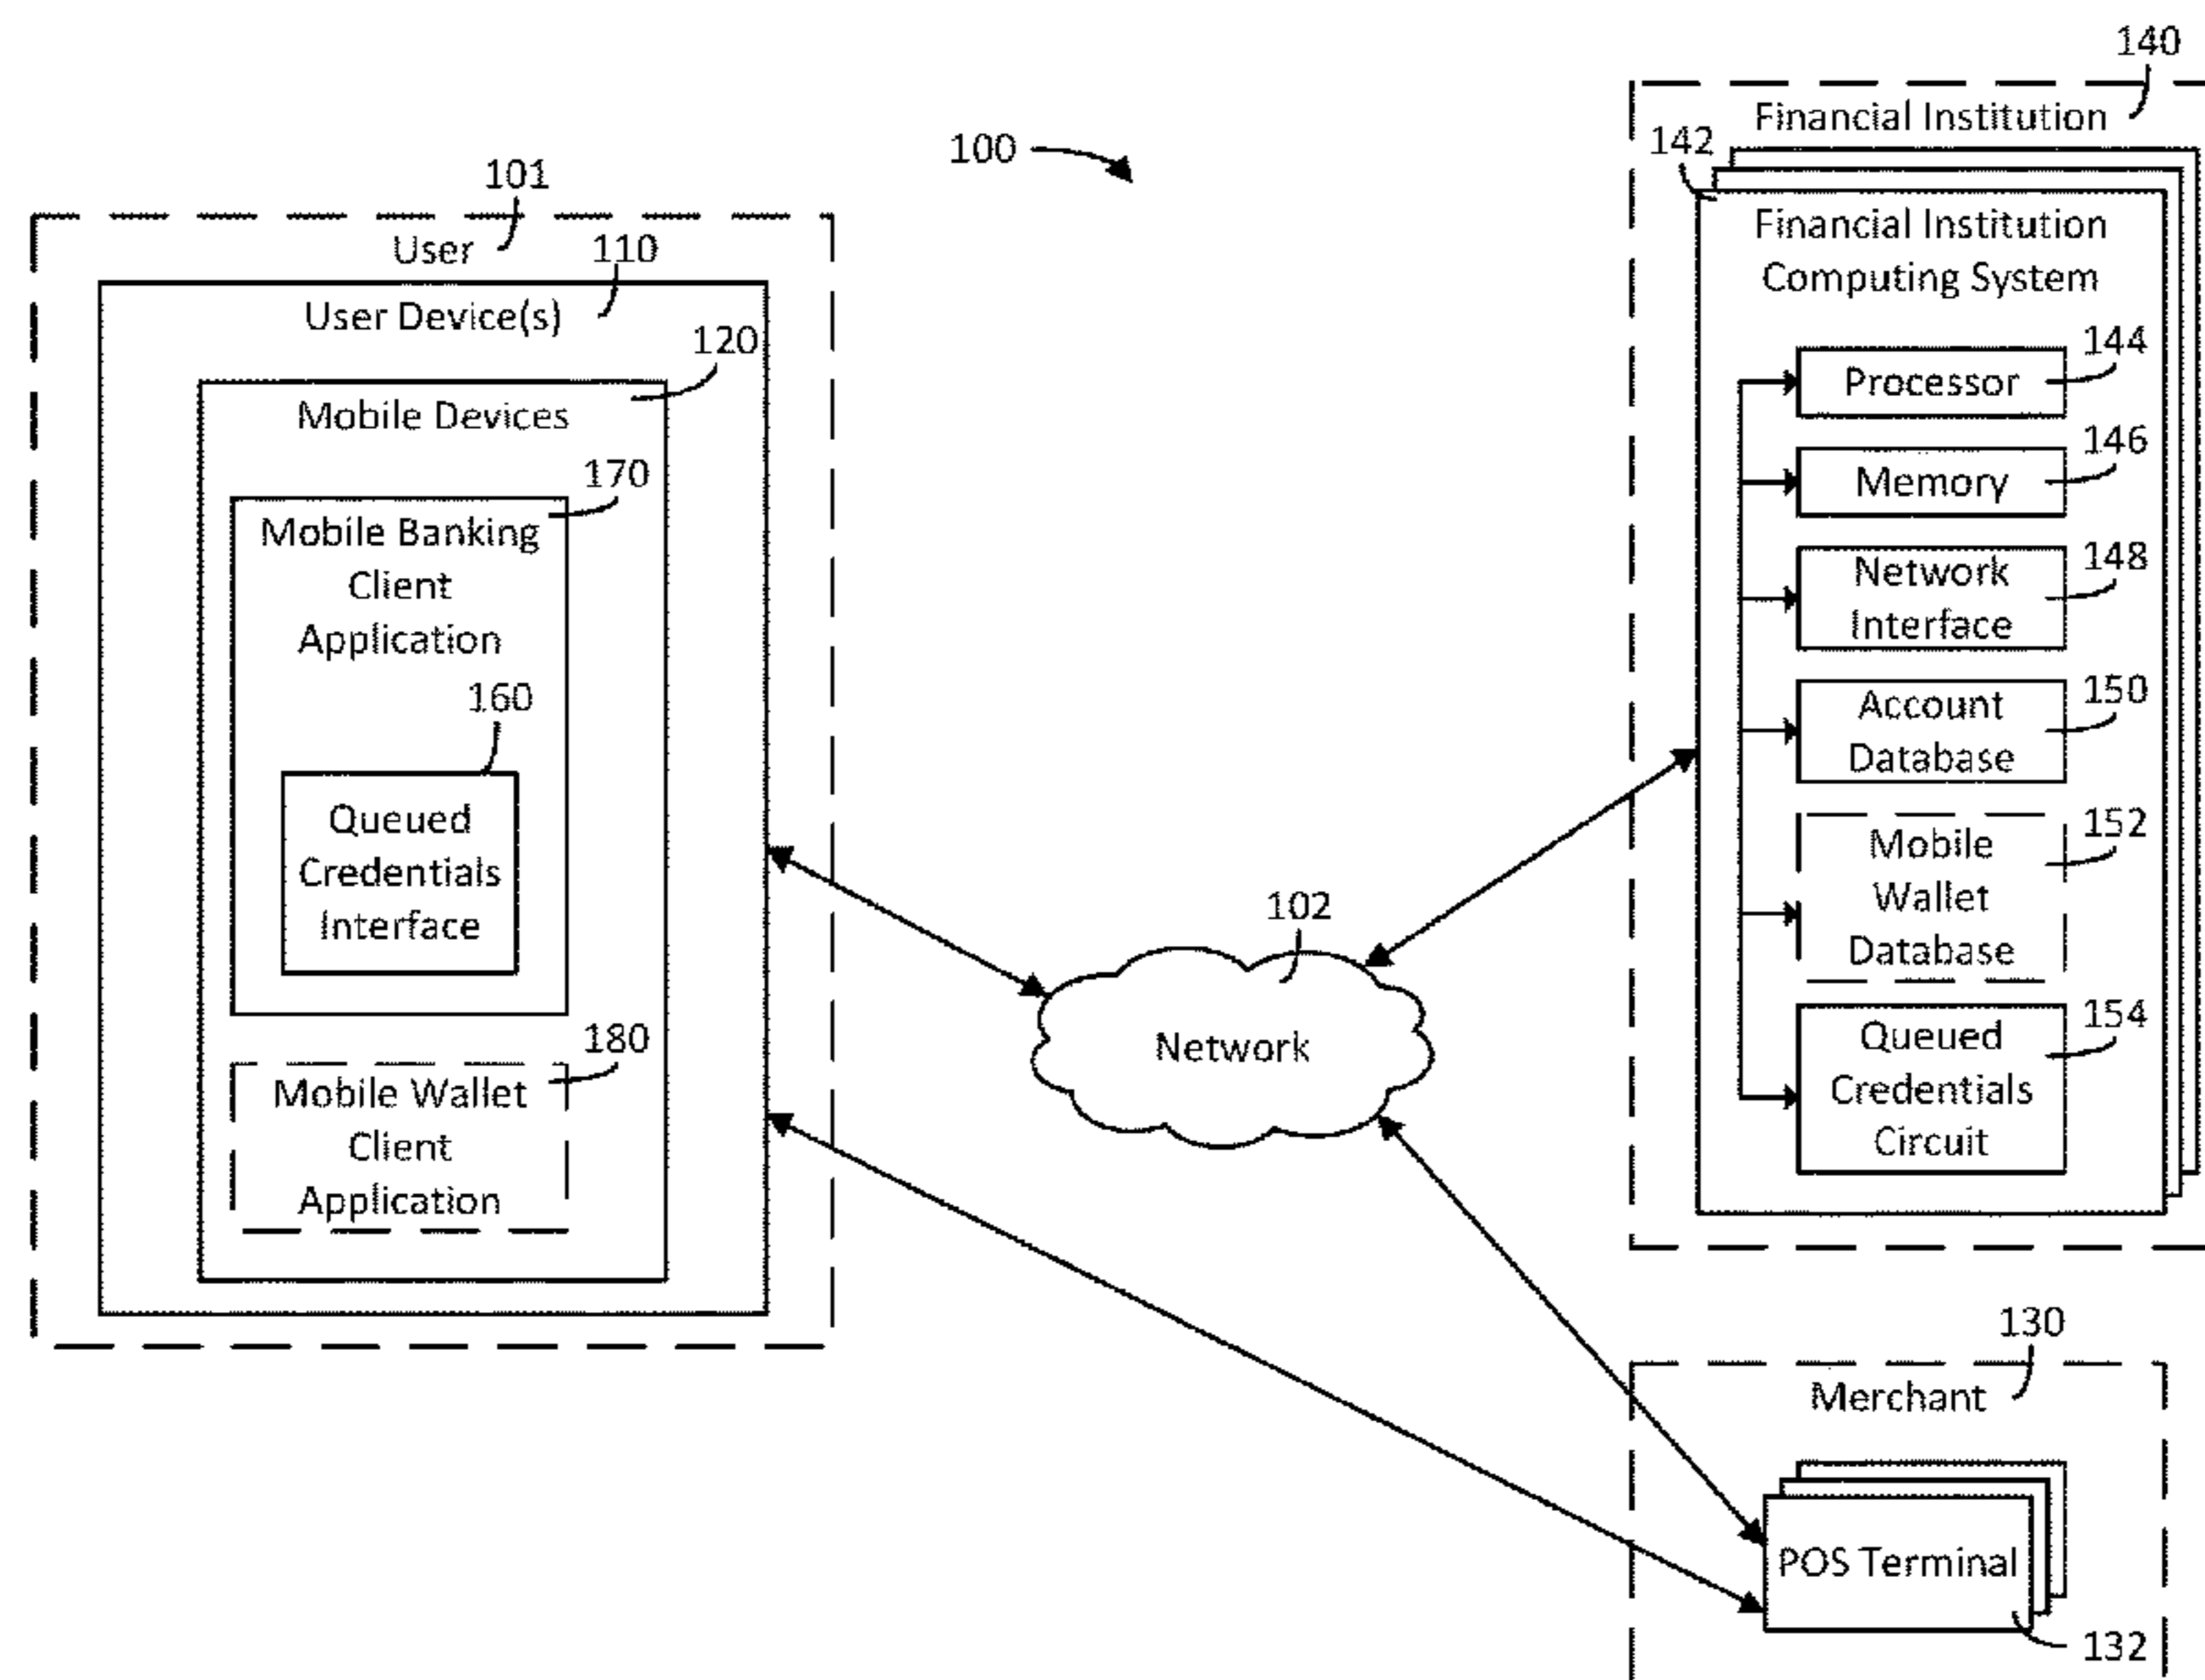 100
101
User
110
User Device(s)
120
Mobile Devices
170
Mobile Banking
Client
Application
160
Queued
Credentials
Interface
180
Mobile Wallet
Client
Application
102
Network
140
Financial Institution
142
Financial Institution
Computing System
144
Processor
146
Memory
148
Network
Interface
150
Account
Database
152
Mobile
Wallet
Database
154
Queued
Credentials
Circuit
130
Merchant
POS Terminal
132